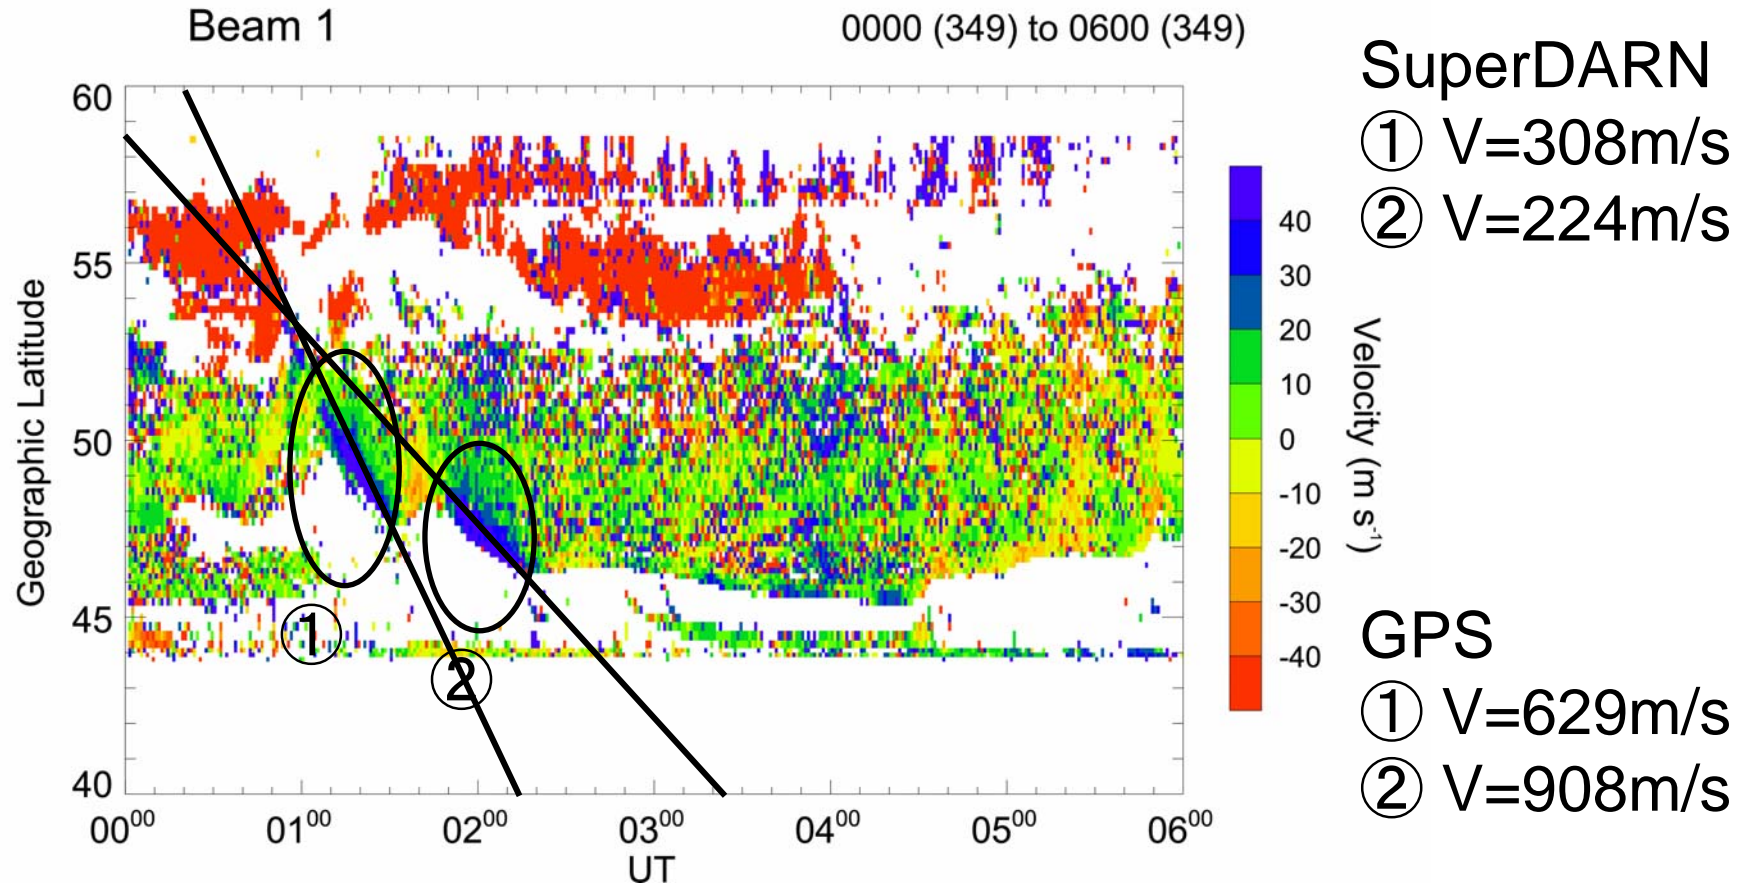 Beam 1
0000 (349) to 0600 (349)
SuperDARN
① V=308m/s
② V=224m/s
Geographic Latitude
60
55
50
45
40
①
②
00⁰⁰ 01⁰⁰ 02⁰⁰ 03⁰⁰ 04⁰⁰ 05⁰⁰ 06⁰⁰
UT
40
30
20
10
0
-10
-20
-30
-40
Velocity (m s⁻¹)
GPS
① V=629m/s
② V=908m/s